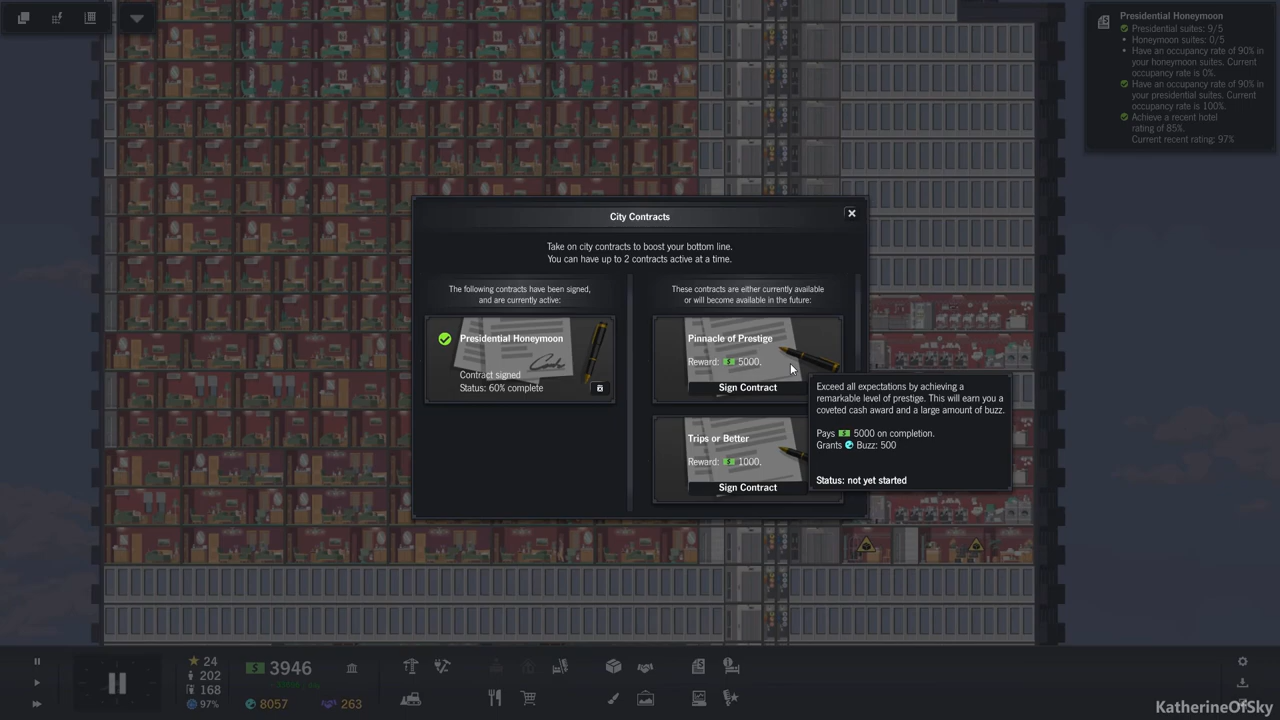 Presidential Honeymoon
Presidential suites: 9/5
Honeymoon suites: 0/5
Have an occupancy rate of 90% in
your honeymoon suites. Current
occupancy rate is 0%.
Have an occupancy rate of 90% in
your presidential suites. Current
occupancy rate is 100%.
Achieve a recent hotel
rating of 85%.
Current recent rating: 97%
City Contracts
Take on city contracts to boost your bottom line.
You can have up to 2 contracts active at a time.
The following contracts have been signed,
and are currently active:
Presidential Honeymoon
Contract signed
Status: 60% complete
These contracts are either currently available
or will become available in the future:
Pinnacle of Prestige
Reward: $ 5000.
Sign Contract
Trips or Better
Reward: $ 1000.
Sign Contract
Exceed all expectations by achieving a
remarkable level of prestige. This will earn you a
coveted cash award and a large amount of buzz.
Pays $ 5000 on completion.
Grants Buzz: 500
Status: not yet started
24
202
168
97%
$ 3946
8057
263
KatherineOfSky